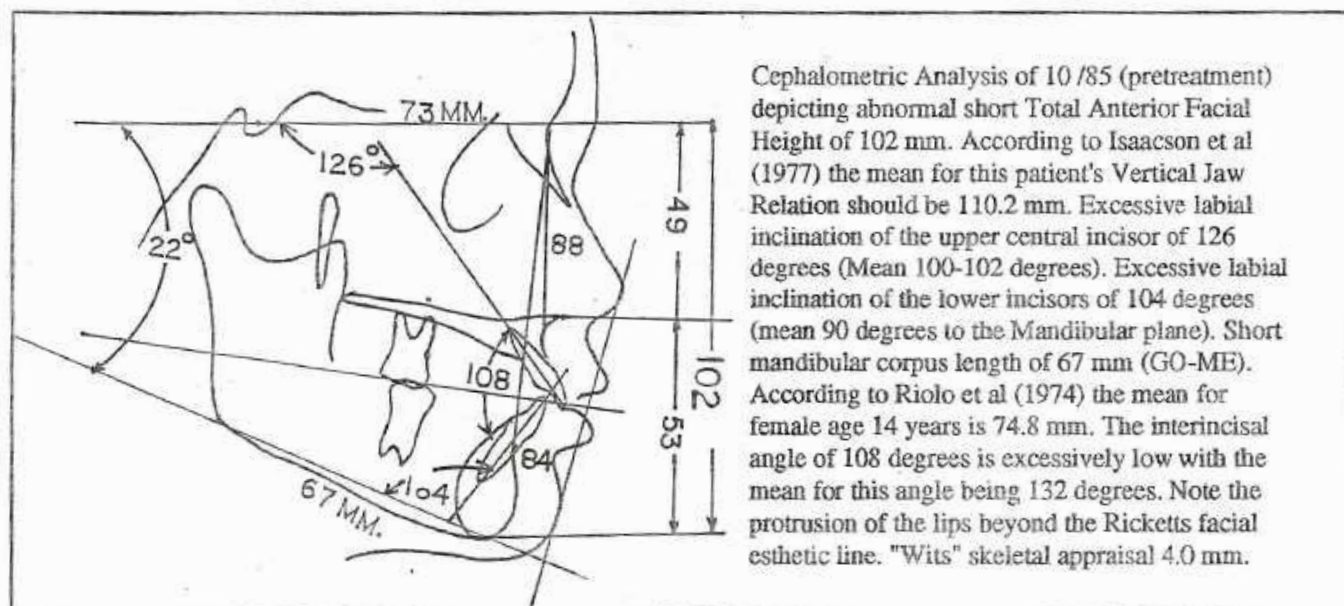 73 MM.
126°
22°
49
88
108
102
53
84
104
67 MM.
Cephalometric Analysis of 10 /85 (pretreatment)
depicting abnormal short Total Anterior Facial
Height of 102 mm. According to Isaacson et al
(1977) the mean for this patient's Vertical Jaw
Relation should be 110.2 mm. Excessive labial
inclination of the upper central incisor of 126
degrees (Mean 100-102 degrees). Excessive labial
inclination of the lower incisors of 104 degrees
(mean 90 degrees to the Mandibular plane). Short
mandibular corpus length of 67 mm (GO-ME).
According to Riolo et al (1974) the mean for
female age 14 years is 74.8 mm. The interincisal
angle of 108 degrees is excessively low with the
mean for this angle being 132 degrees. Note the
protrusion of the lips beyond the Ricketts facial
esthetic line. "Wits" skeletal appraisal 4.0 mm.